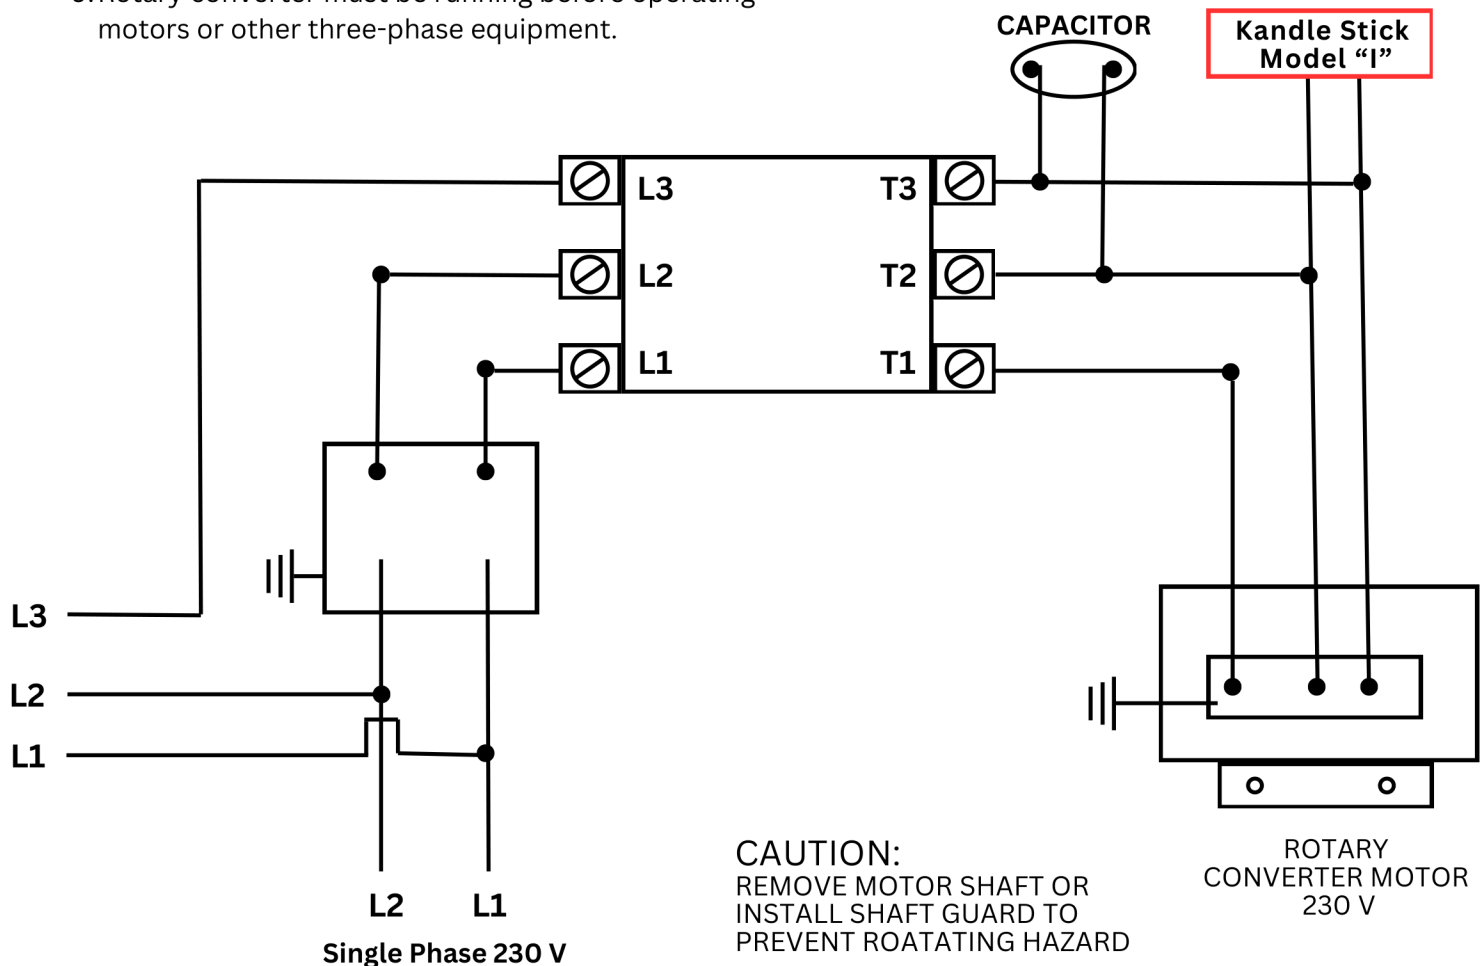 motors or other three-phase equipment.
CAPACITOR
Kandle Stick
Model “I”
L3
T3
L2
T2
L1
T1
L3
L2
L1
L2
L1
Single Phase 230 V
CAUTION:
REMOVE MOTOR SHAFT OR
INSTALL SHAFT GUARD TO
PREVENT ROATATING HAZARD
ROTARY
CONVERTER MOTOR
230 V